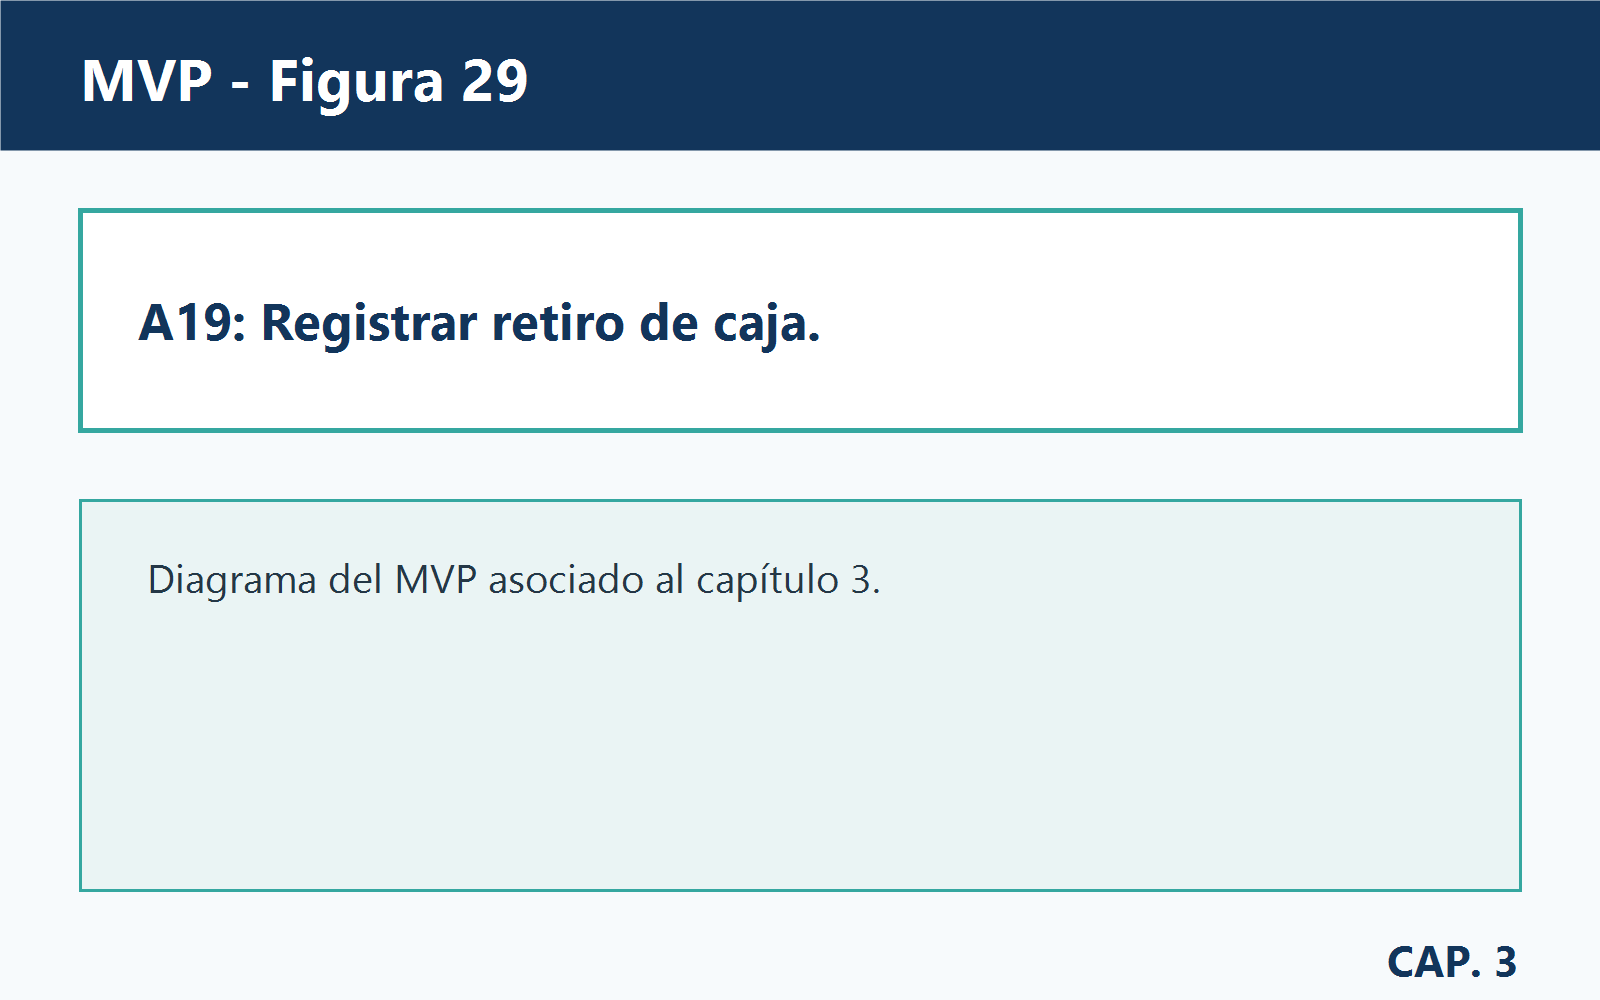 MVP - Figura 29
A19: Registrar retiro de caja.
Diagrama del MVP asociado al capítulo 3.
CAP. 3